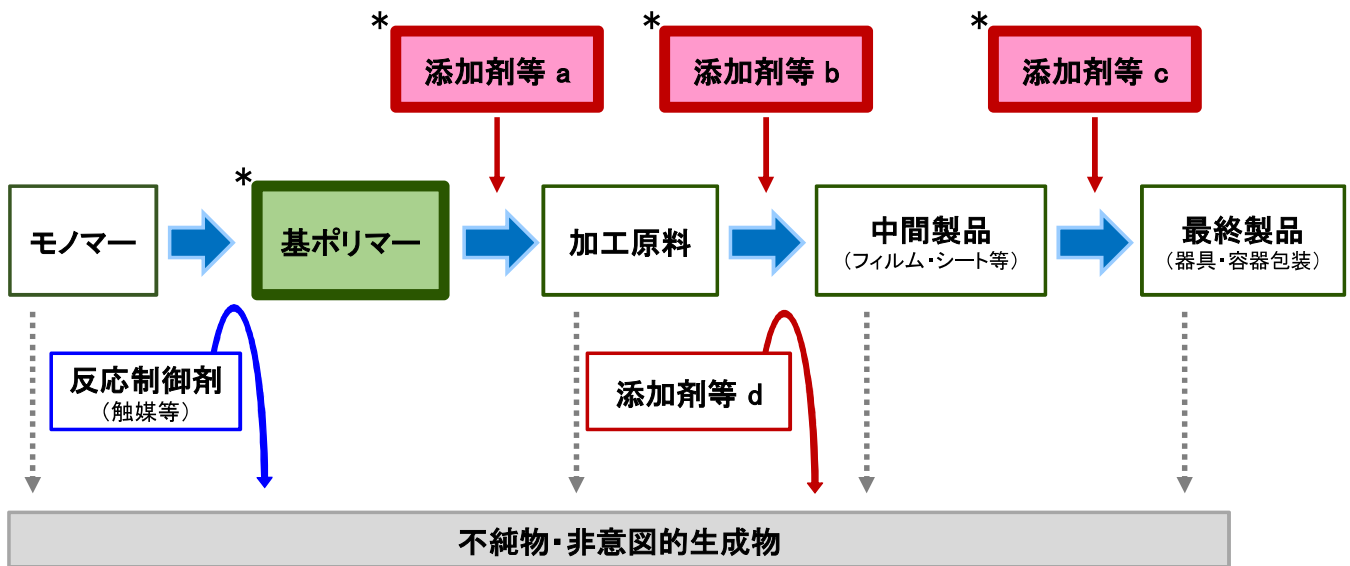 *
添加剤等 a
*
添加剤等 b
*
添加剤等 c
モノマー
*
基ポリマー
加工原料
中間製品
(フィルム・シート等)
最終製品
(器具・容器包装)
反応制御剤
(触媒等)
添加剤等 d
不純物・非意図的生成物